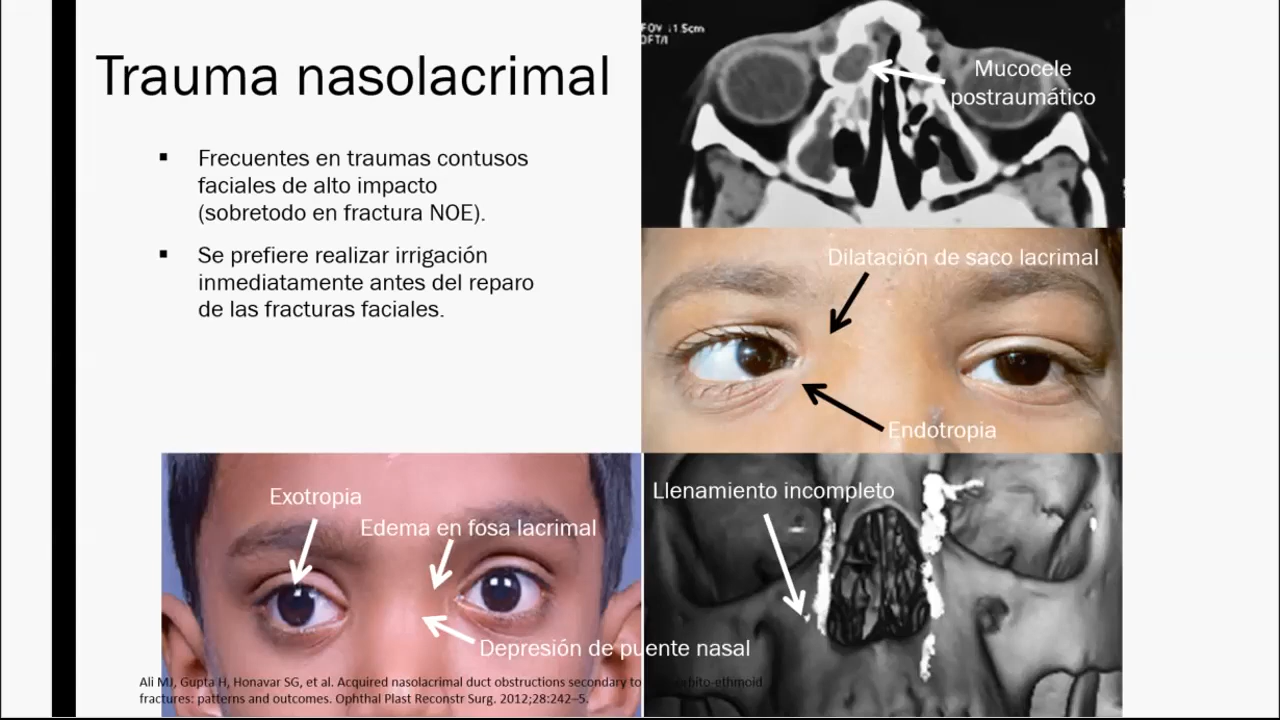 Trauma nasolacrimal
▪ Frecuentes en traumas contusos
faciales de alto impacto
(sobretodo en fractura NOE).
▪ Se prefiere realizar irrigación
inmediatamente antes del reparo
de las fracturas faciales.
Mucocele
postraumático
Dilatación de saco lacrimal
Endotropia
Exotropia
Edema en fosa lacrimal
Depresión de puente nasal
Llenamiento incompleto
Ali MJ, Gupta H, Honavar SG, et al. Acquired nasolacrimal duct obstructions secondary to
fractures: patterns and outcomes. Ophthal Plast Reconstr Surg. 2012;28:242–5.